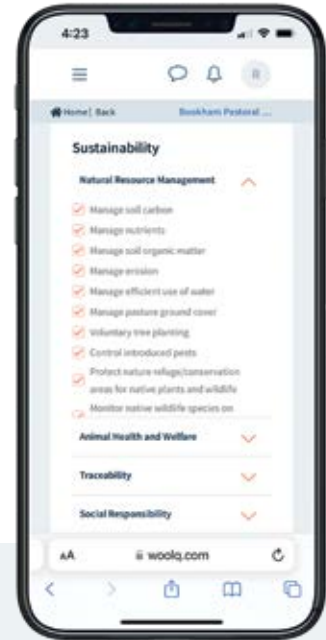 4:23
R
Home| Back
Bookham Pastoral ...
Sustainability
Natural Resource Management
Manage soil carbon
Manage nutrients
Manage soil organic matter
Manage erosion
Manage efficient use of water
Manage pasture ground cover
Voluntary tree planting
Control introduced pests
Protect nature refuge/conservation
areas for native plants and wildlife
Monitor native wildlife species on
Animal Health and Welfare
Traceability
Social Responsibility
AA
woolq.com